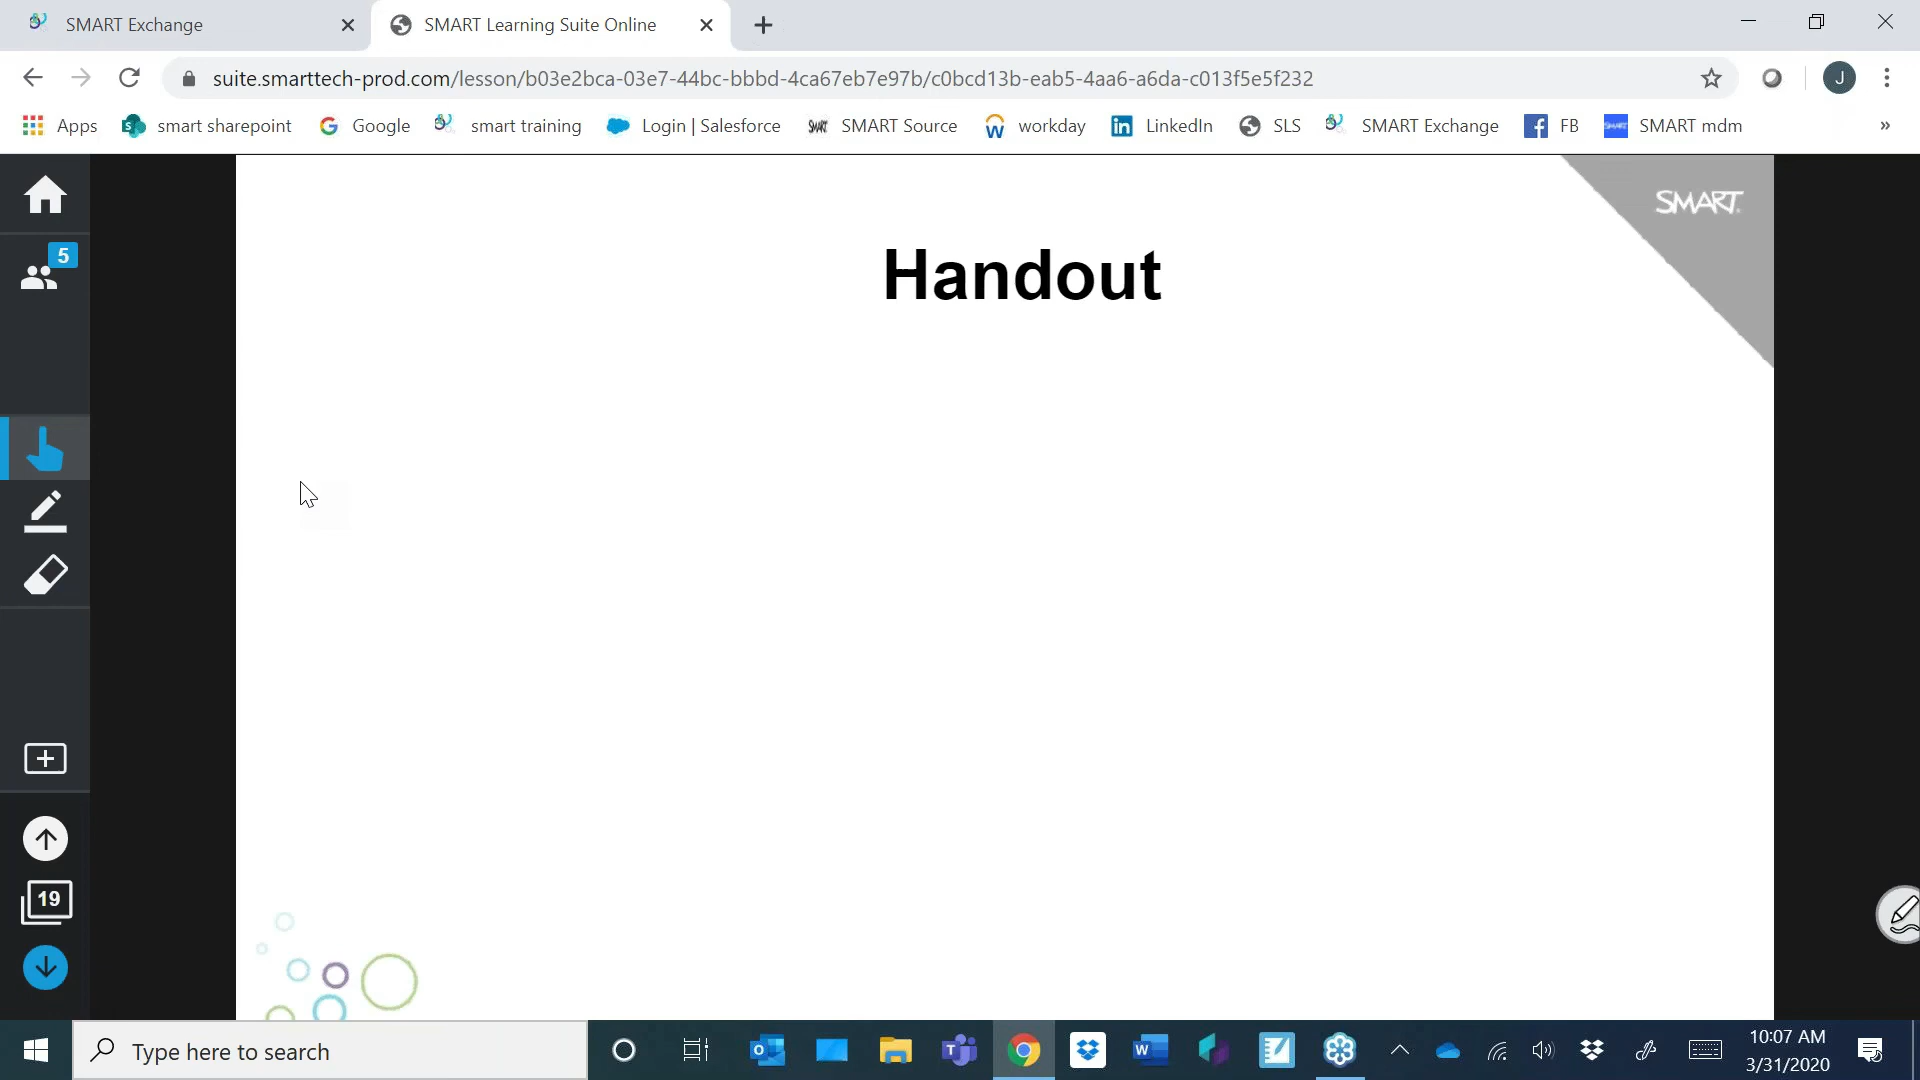 SMART Exchange
SMART Learning Suite Online
suite.smarttech-prod.com/lesson/b03e2bca-03e7-44bc-bbbd-4ca67eb7e97b/c0bcd13b-eab5-4aa6-a6da-c013f5e5f232
J
Apps
smart sharepoint
Google
smart training
Login | Salesforce
SMART Source
workday
LinkedIn
SLS
SMART Exchange
FB
SMART mdm
»
5
SMART
Handout
19
Type here to search
10:07 AM
3/31/2020